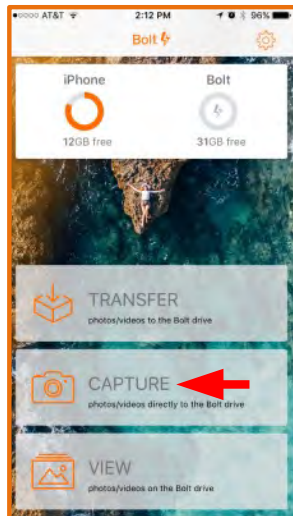 AT&T 2:12 PM 96%
Bolt
iPhone Bolt
12GB free 31GB free
TRANSFER
photos/videos to the Bolt drive
CAPTURE
photos/videos directly to the Bolt drive
VIEW
photos/videos on the Bolt drive